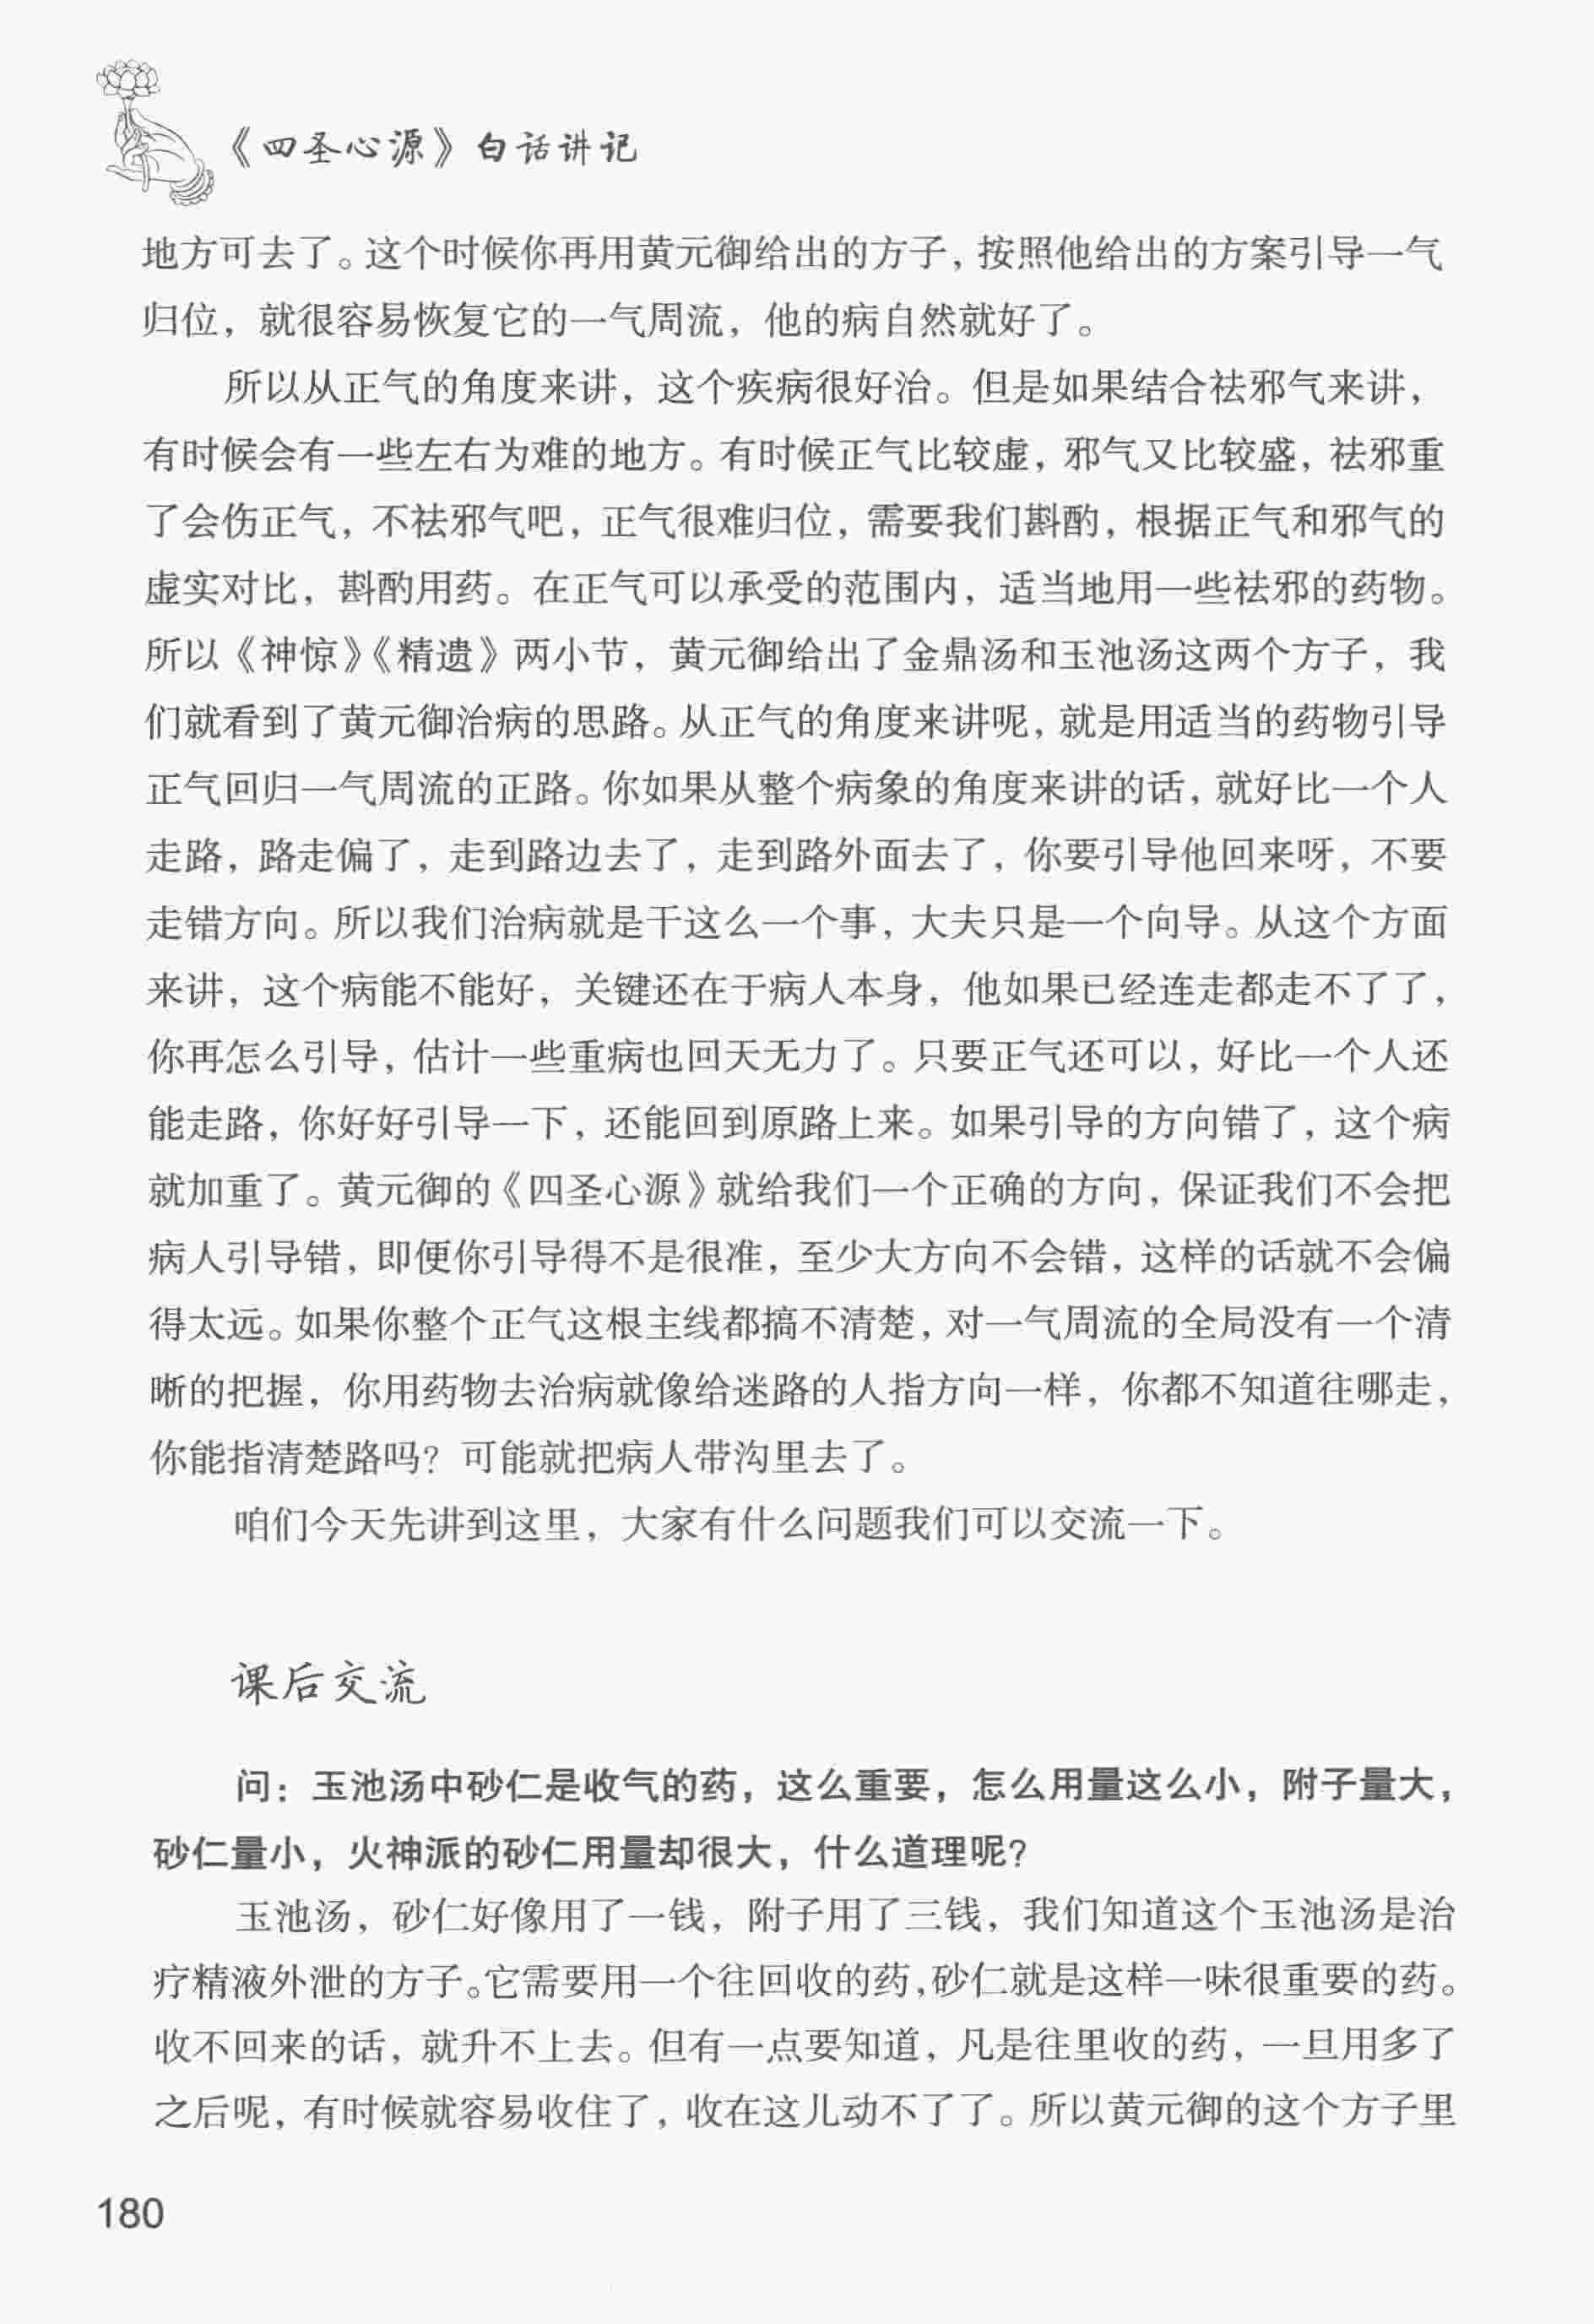 《四圣心源》白话讲记
地方可去了。这个时候你再用黄元御给出的方子，按照他给出的方案引导一气
归位，就很容易恢复它的一气周流，他的病自然就好了。
所以从正气的角度来讲，这个疾病很好治。但是如果结合祛邪气来讲，
有时候会有一些左右为难的地方。有时候正气比较虚，邪气又比较盛，祛邪重
了会伤正气，不祛邪气吧，正气很难归位，需要我们斟酌，根据正气和邪气的
虚实对比，斟酌用药。在正气可以承受的范围内，适当地用一些祛邪的药物。
所以《神惊》《精遗》两小节，黄元御给出了金鼎汤和玉池汤这两个方子，我
们就看到了黄元御治病的思路。从正气的角度来讲呢，就是用适当的药物引导
正气回归一气周流的正路。你如果从整个病象的角度来讲的话，就好比一个人
走路，路走偏了，走到路边去了，走到路外面去了，你要引导他回来呀，不要
走错方向。所以我们治病就是干这么一个事，大夫只是一个向导。从这个方面
来讲，这个病能不能好，关键还在于病人本身，他如果已经连走都走不了了，
你再怎么引导，估计一些重病也回天无力了。只要正气还可以，好比一个人还
能走路，你好好引导一下，还能回到原路上来。如果引导的方向错了，这个病
就加重了。黄元御的《四圣心源》就给我们一个正确的方向，保证我们不会把
病人引导错，即便你引导得不是很准，至少大方向不会错，这样的话就不会偏
得太远。如果你整个正气这根主线都搞不清楚，对一气周流的全局没有一个清
晰的把握，你用药物去治病就像给迷路的人指方向一样，你都不知道往哪走，
你能指清楚路吗？可能就把病人带沟里去了。
咱们今天先讲到这里，大家有什么问题我们可以交流一下。
课后交流
问：玉池汤中砂仁是收气的药，这么重要，怎么用量这么小，附子量大，
砂仁量小，火神派的砂仁用量却很大，什么道理呢？
玉池汤，砂仁好像用了一钱，附子用了三钱，我们知道这个玉池汤是治
疗精液外泄的方子。它需要用一个往回收的药，砂仁就是这样一味很重要的药。
收不回来的话，就升不上去。但有一点要知道，凡是往里收的药，一旦用多了
之后呢，有时候就容易收住了，收在这儿动不了了。所以黄元御的这个方子里
180